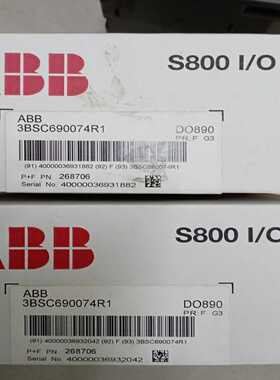 ABB
S800 I/O
ABB
3BSC690074R1
DO890
PR: F G3
(91) 40000036931882 (92) F (93) 3BSC690074R1
P+F PN 268706
Serial No. 40000036931882
ABB
S800 I/O
ABB
3BSC690074R1
DO890
PR: F G3
(91) 40000036932042 (92) F (93) 3BSC690074R1
P+F PN 268706
Serial No. 40000036932042